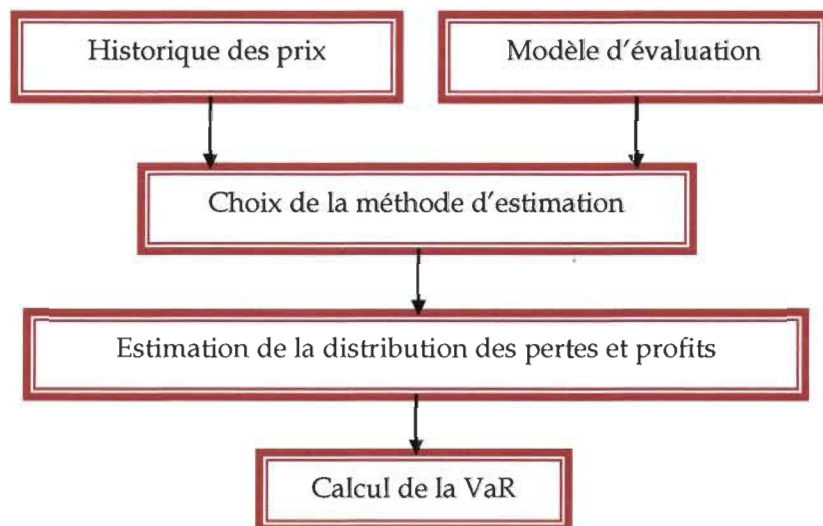 Historique des prix
Modèle d'évaluation
Choix de la méthode d'estimation
Estimation de la distribution des pertes et profits
Calcul de la VaR